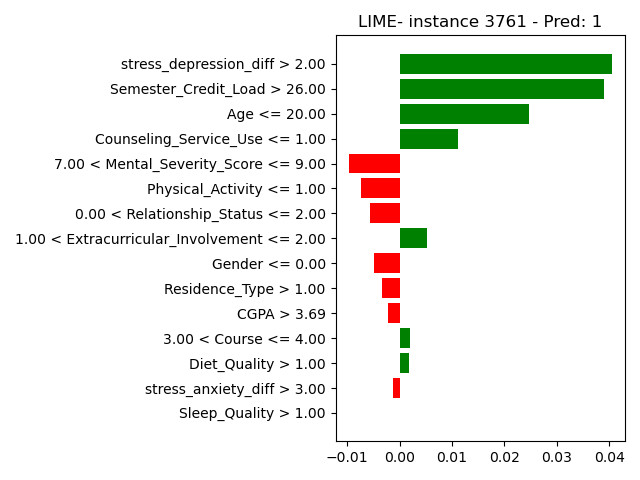 LIME- instance 3761 - Pred: 1
stress_depression_diff > 2.00
Semester_Credit_Load > 26.00
Age <= 20.00
Counseling_Service_Use <= 1.00
7.00 < Mental_Severity_Score <= 9.00
Physical_Activity <= 1.00
0.00 < Relationship_Status <= 2.00
1.00 < Extracurricular_Involvement <= 2.00
Gender <= 0.00
Residence_Type > 1.00
CGPA > 3.69
3.00 < Course <= 4.00
Diet_Quality > 1.00
stress_anxiety_diff > 3.00
Sleep_Quality > 1.00
−0.01 0.00 0.01 0.02 0.03 0.04